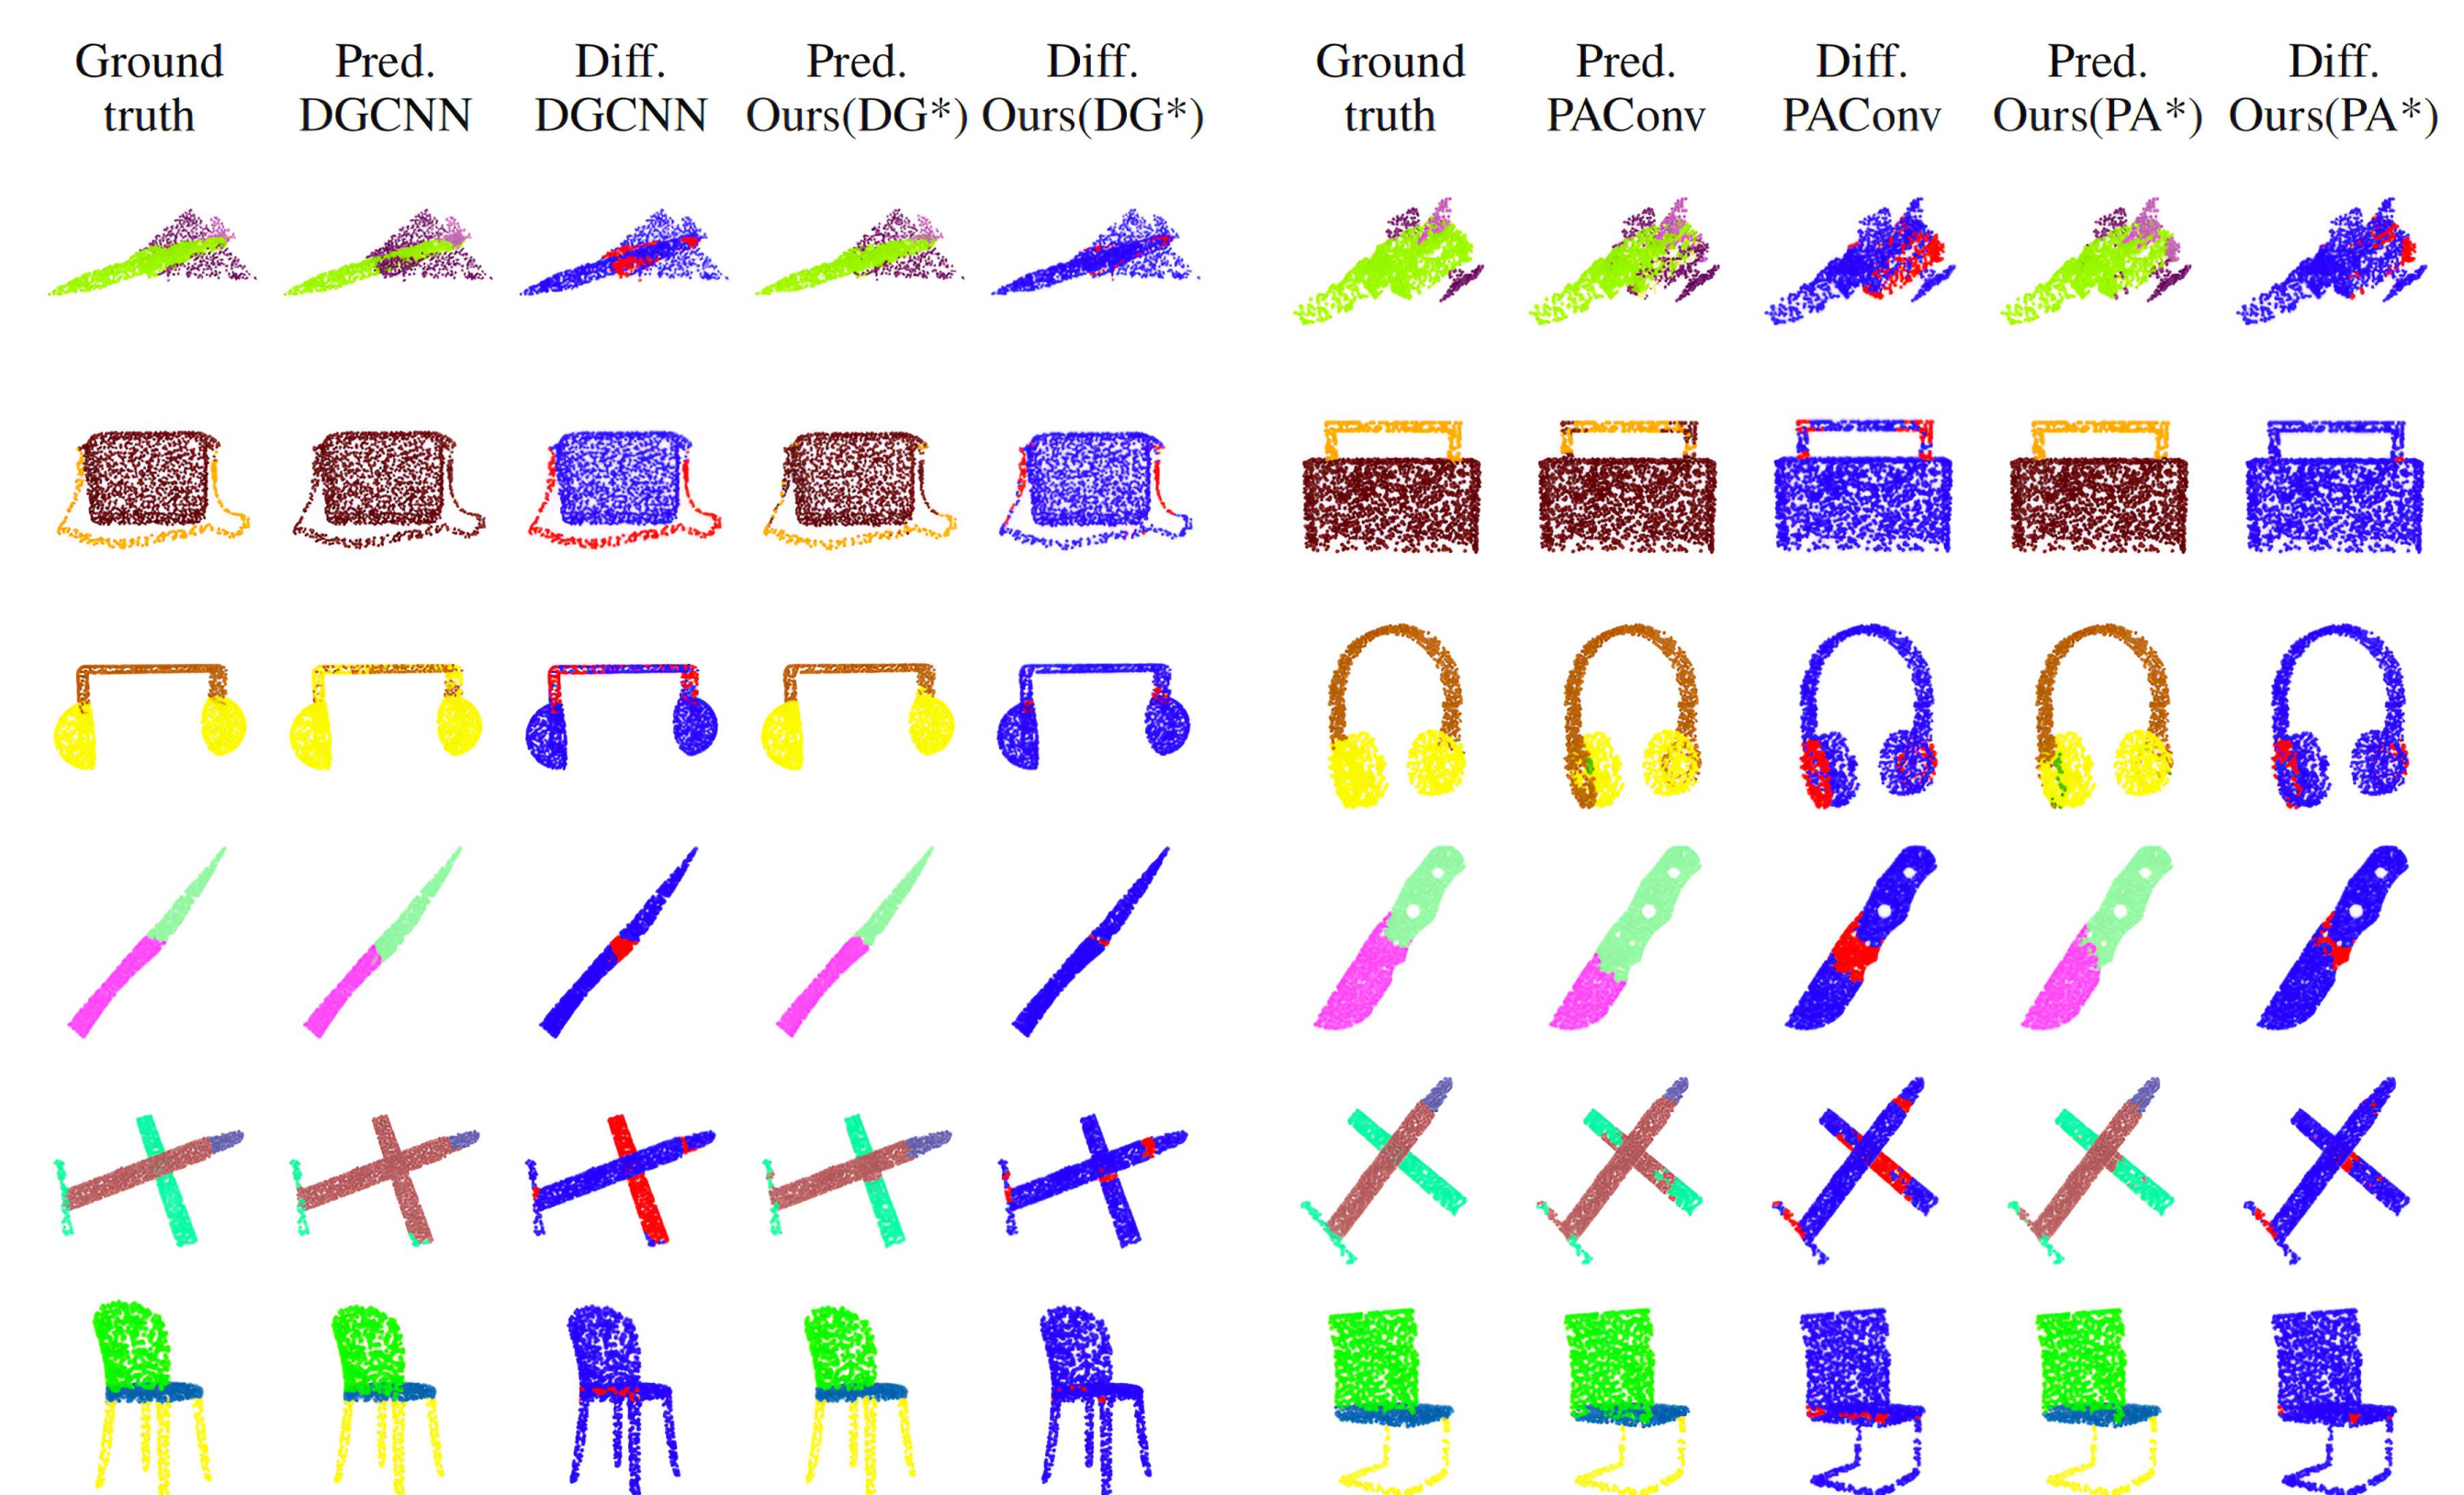 Ground Pred. Diff. Pred. Diff. Ground Pred. Diff. Pred. Diff.
truth DGCNN DGCNN Ours(DG*) Ours(DG*) truth PAConv PAConv Ours(PA*) Ours(PA*)